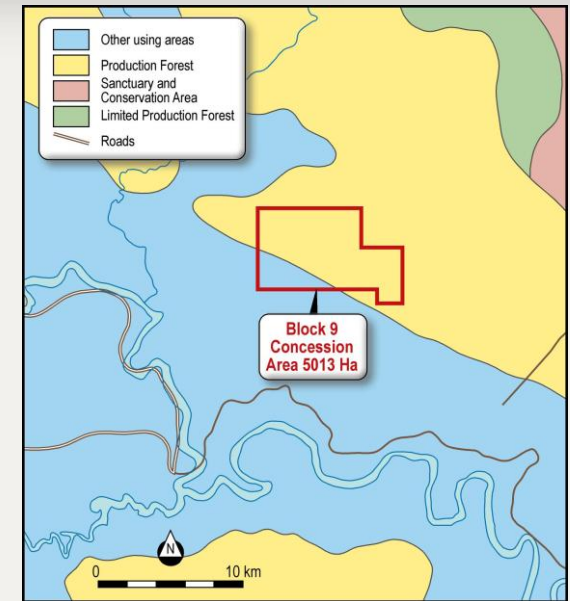 Other using areas
Production Forest
Sanctuary and
Conservation Area
Limited Production Forest
Roads
Block 9
Concession
Area 5013 Ha
N
0 10 km